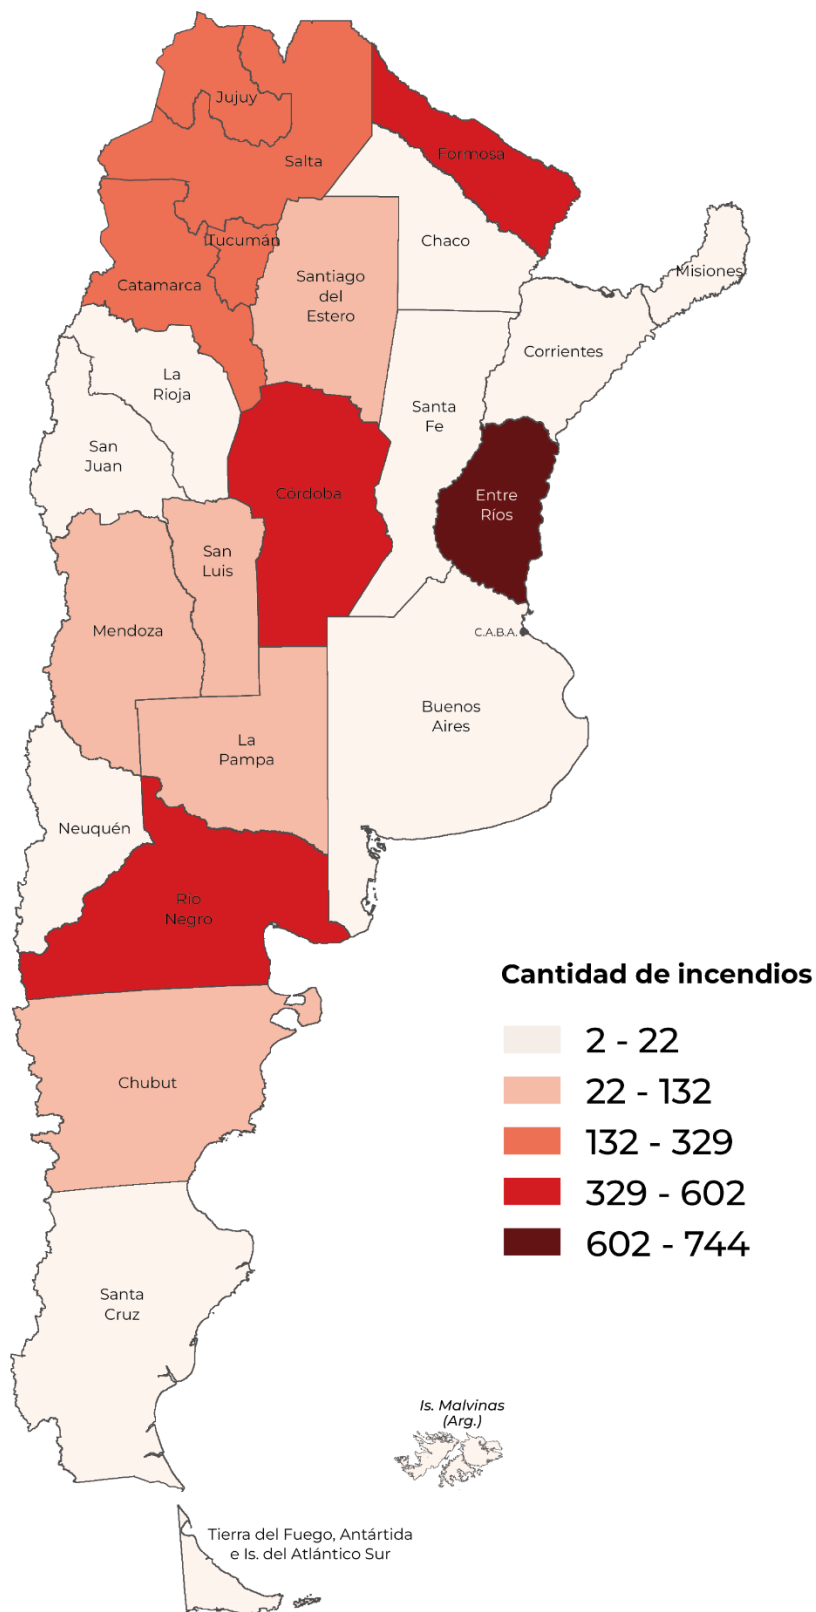 Jujuy
Salta
Formosa
Tucumán
Chaco
Catamarca
Santiago
del
Estero
Misiones
La
Rioja
Corrientes
Santa
Fe
San
Juan
Córdoba
Entre
Ríos
San
Luis
Mendoza
C.A.B.A.
Buenos
Aires
La
Pampa
Neuquén
Río
Negro
Cantidad de incendios
2 - 22
22 - 132
132 - 329
329 - 602
602 - 744
Chubut
Santa
Cruz
Is. Malvinas
(Arg.)
Tierra del Fuego, Antártida
e Is. del Atlántico Sur